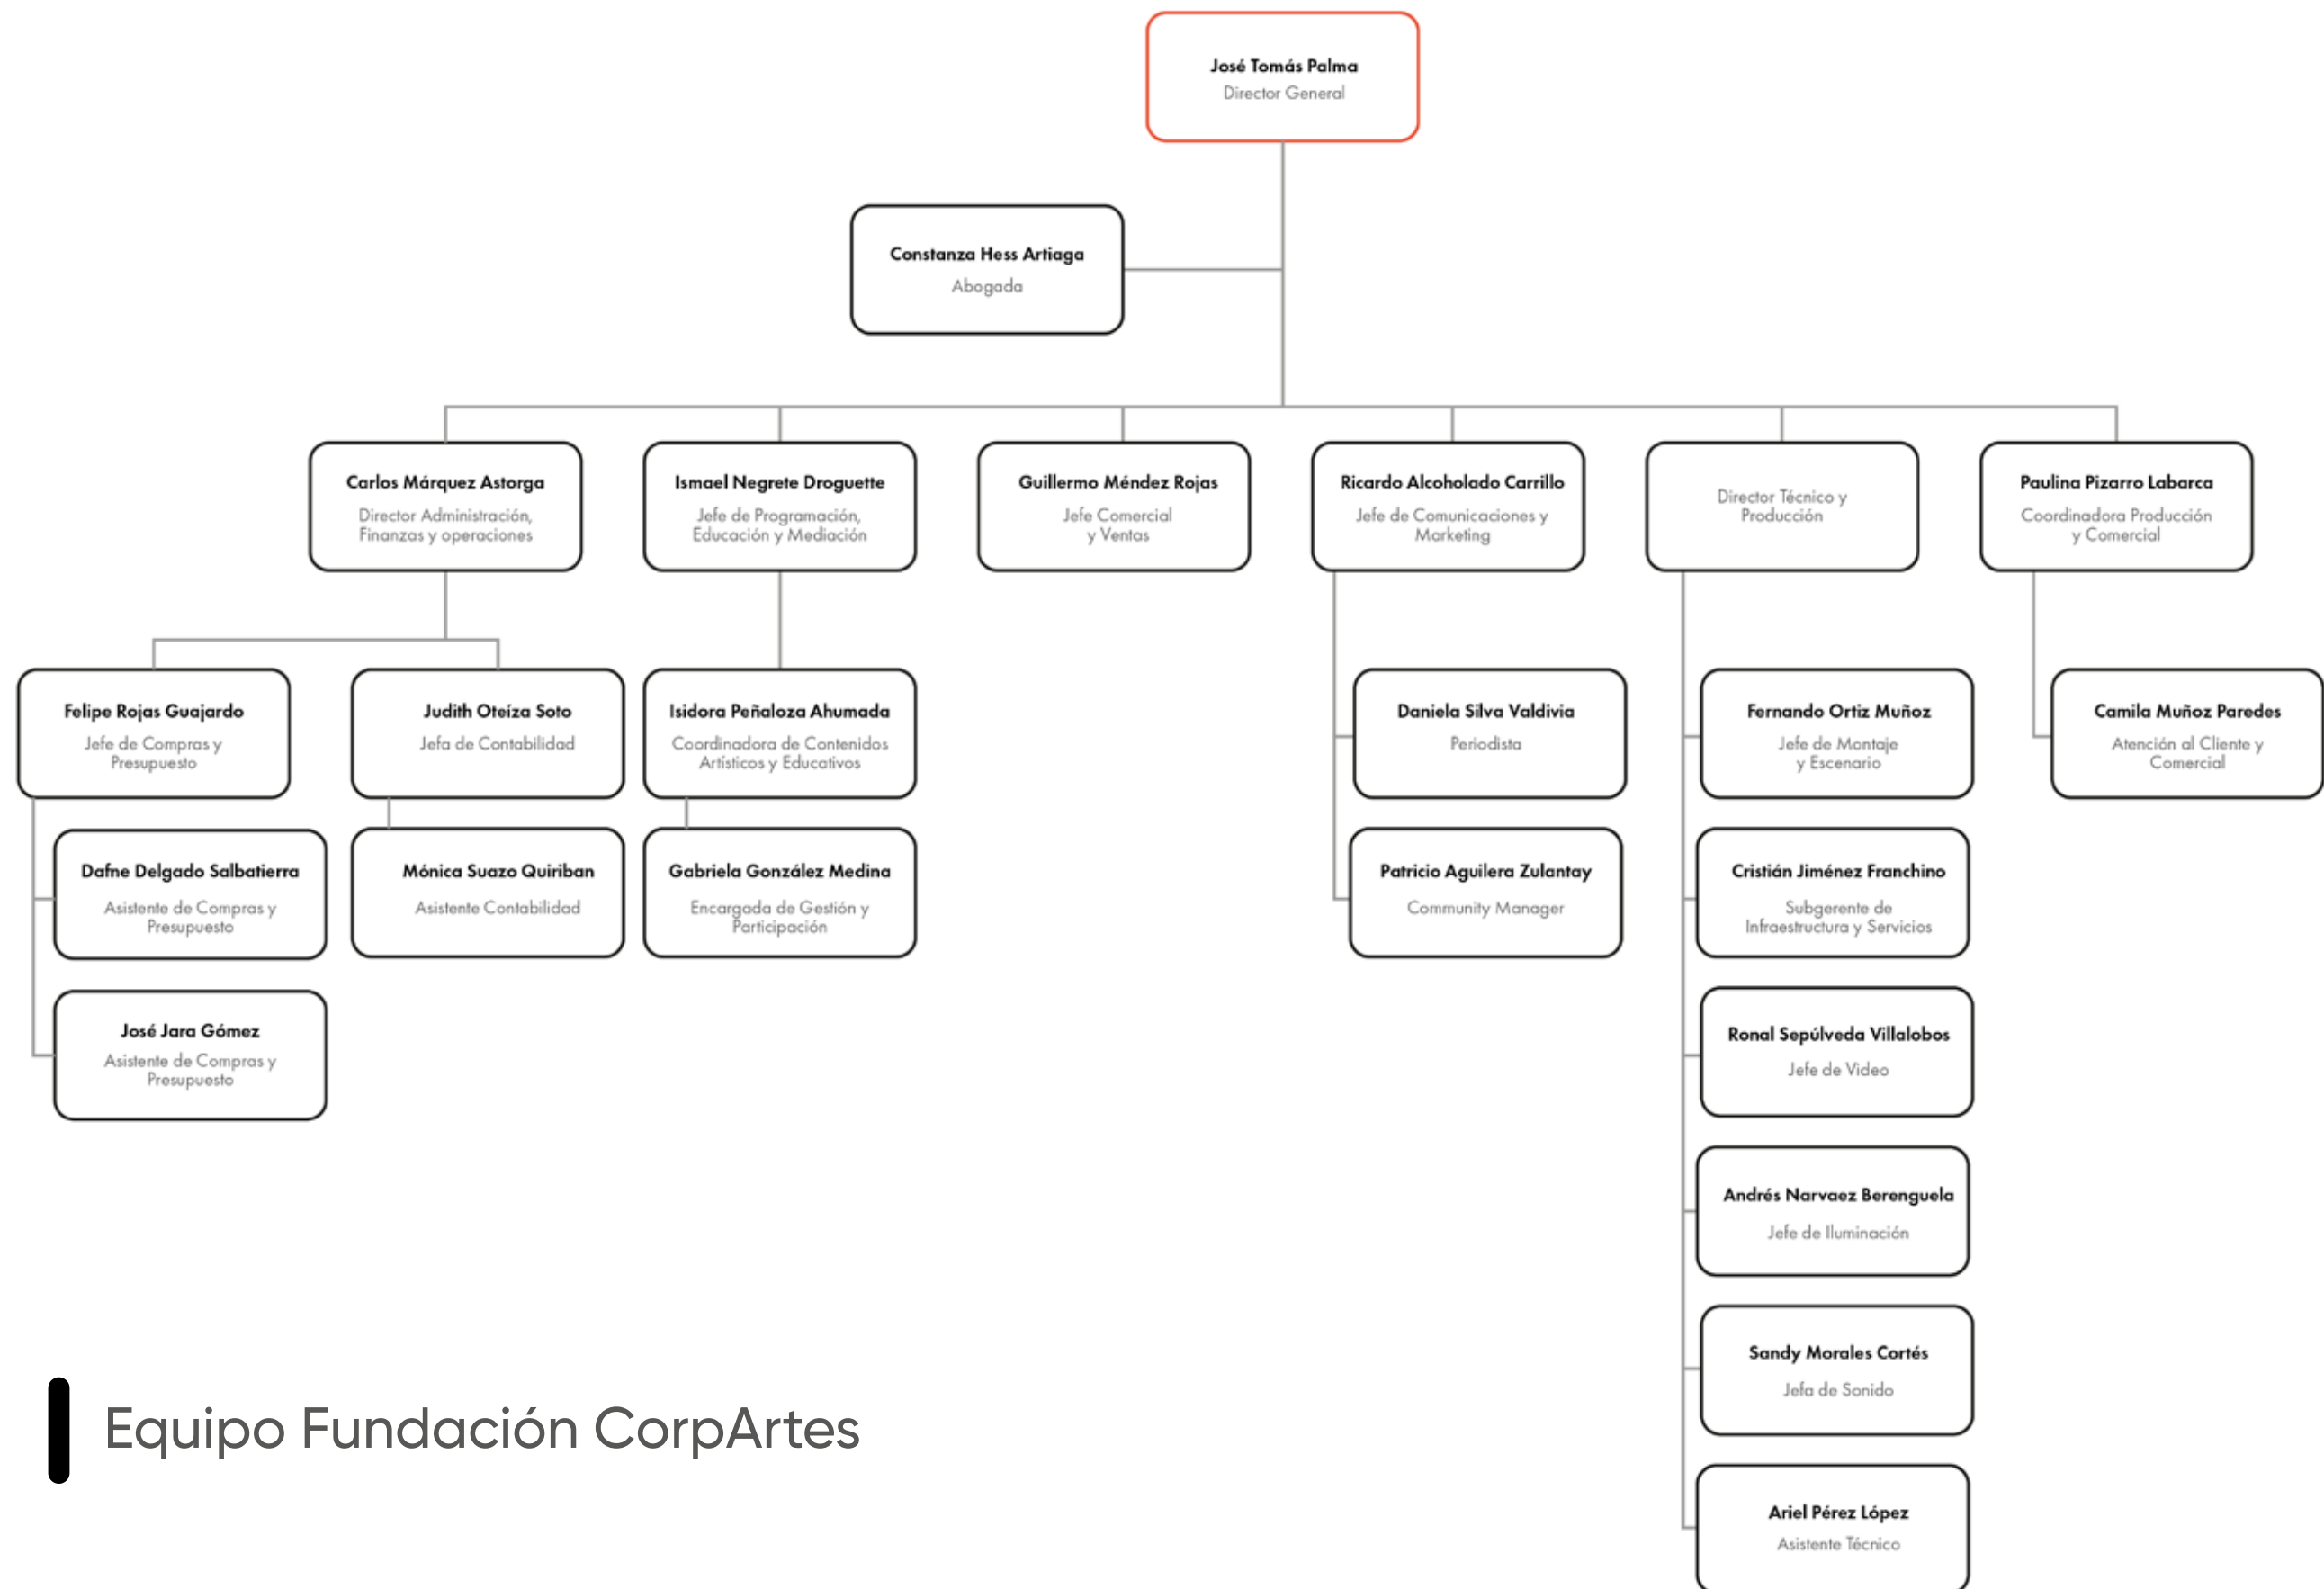 José Tomás Palma
Director General
Constanza Hess Artiaga
Abogada
Carlos Márquez Astorga
Director Administración,
Finanzas y operaciones
Ismael Negrete Droguette
Jefe de Programación,
Educación y Mediación
Guillermo Méndez Rojas
Jefe Comercial
y Ventas
Ricardo Alcoholado Carrillo
Jefe de Comunicaciones y
Marketing
Director Técnico y
Producción
Paulina Pizarro Labarca
Coordinadora Producción
y Comercial
Felipe Rojas Guajardo
Jefe de Compras y
Presupuesto
Judith Oteíza Soto
Jefa de Contabilidad
Isidora Peñaloza Ahumada
Coordinadora de Contenidos
Artísticos y Educativos
Daniela Silva Valdivia
Periodista
Fernando Ortiz Muñoz
Jefe de Montaje
y Escenario
Camila Muñoz Paredes
Atención al Cliente y
Comercial
Dafne Delgado Salbatierra
Asistente de Compras y
Presupuesto
Mónica Suazo Quiriban
Asistente Contabilidad
Gabriela González Medina
Encargada de Gestión y
Participación
Patricio Aguilera Zulantay
Community Manager
Cristián Jiménez Franchino
Subgerente de
Infraestructura y Servicios
José Jara Gómez
Asistente de Compras y
Presupuesto
Ronal Sepúlveda Villalobos
Jefe de Video
Andrés Narvaez Berenguela
Jefe de Iluminación
Sandy Morales Cortés
Jefa de Sonido
Ariel Pérez López
Asistente Técnico
Equipo Fundación CorpArtes